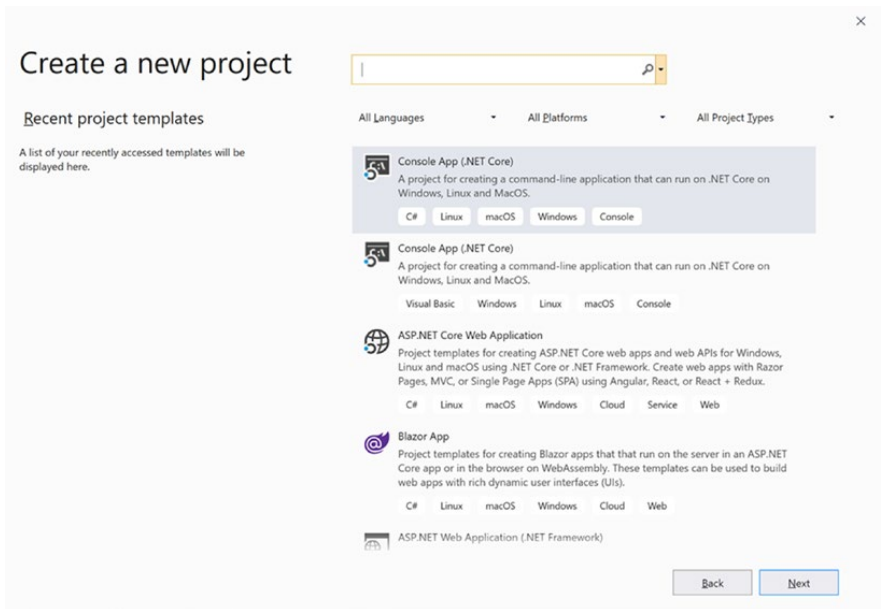 Create a new project
Recent project templates
A list of your recently accessed templates will be
displayed here.
All Languages
All Platforms
All Project Types
Console App (.NET Core)
A project for creating a command-line application that can run on .NET Core on
Windows, Linux and MacOS.
C# Linux macOS Windows Console
Console App (.NET Core)
A project for creating a command-line application that can run on .NET Core on
Windows, Linux and MacOS.
Visual Basic Windows Linux macOS Console
ASP.NET Core Web Application
Project templates for creating ASP.NET Core web apps and web APIs for Windows,
Linux and macOS using .NET Core or .NET Framework. Create web apps with Razor
Pages, MVC, or Single Page Apps (SPA) using Angular, React, or React + Redux.
C# Linux macOS Windows Cloud Service Web
Blazor App
Project templates for creating Blazor apps that that run on the server in an ASP.NET
Core app or in the browser on WebAssembly. These templates can be used to build
web apps with rich dynamic user interfaces (UIs).
C# Linux macOS Windows Cloud Web
ASP.NET Web Application (.NET Framework)
Back
Next